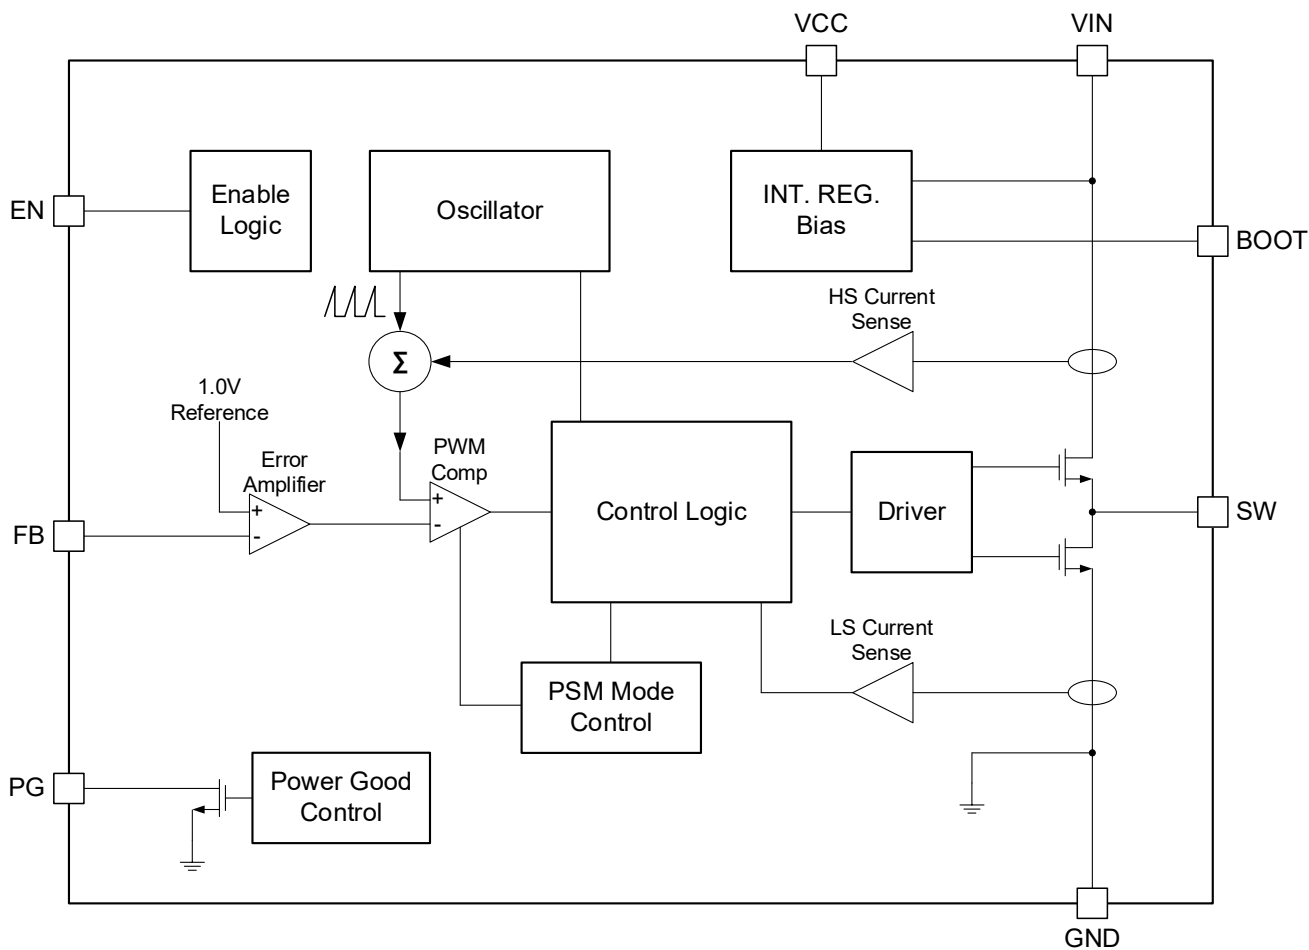 VCC
VIN
EN
Enable
Logic
Oscillator
INT. REG.
Bias
BOOT
HS Current
Sense
Σ
1.0V
Reference
Error
Amplifier
+
-
PWM
Comp
+
-
Control Logic
Driver
SW
FB
LS Current
Sense
PSM Mode
Control
PG
Power Good
Control
GND